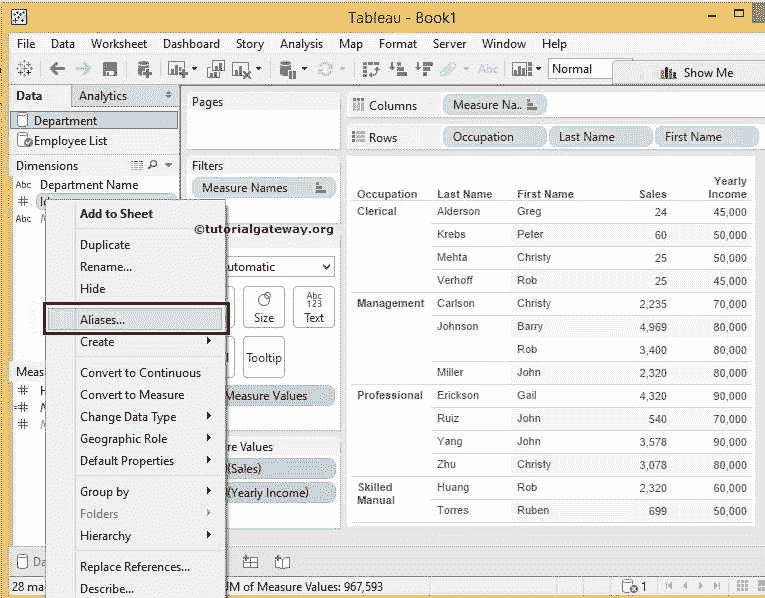 Tableau - Book1
File Data Worksheet Dashboard Story Analysis Map Format Server Window Help
Abc Normal Show Me
Data Analytics Pages Columns Measure Na..
Department
Employee List Rows Occupation Last Name First Name
Dimensions Filters
Abc Department Name Measure Names
Abc
©tutorialgateway.org
Add to Sheet
Duplicate
Rename...
Hide
Aliases...
Create
Convert to Continuous
Convert to Measure
Change Data Type
Geographic Role
Default Properties
Group by
Folders
Hierarchy
Replace References...
Describe...
utomatic
Abc
123
Size Text
Tooltip
Measure Values
re Values
(Sales)
(Yearly Income)
Occupation Last Name First Name Sales Yearly Income
Clerical Alderson Greg 24 45,000
Krebs Peter 60 50,000
Mehta Christy 25 50,000
Verhoff Rob 25 45,000
Management Carlson Christy 2,235 70,000
Johnson Barry 4,969 80,000
Rob 3,400 80,000
Miller John 2,320 80,000
Professional Erickson Gail 4,320 90,000
Ruiz John 540 70,000
Yang John 3,578 90,000
Zhu Christy 3,078 80,000
Skilled Manual Huang Rob 2,320 60,000
Torres Ruben 699 50,000
28 ma UM of Measure Values: 967,593 1